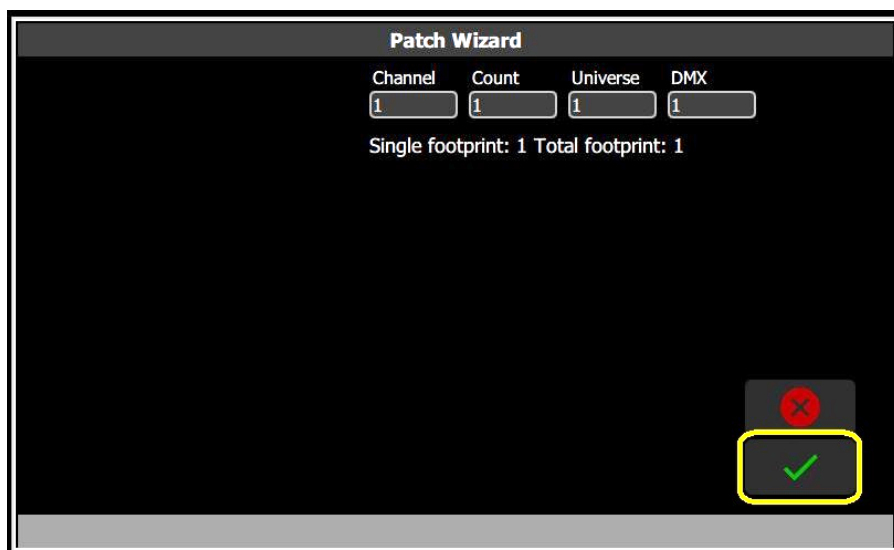 Patch Wizard
Channel Count Universe DMX
1 1 1 1
Single footprint: 1 Total footprint: 1